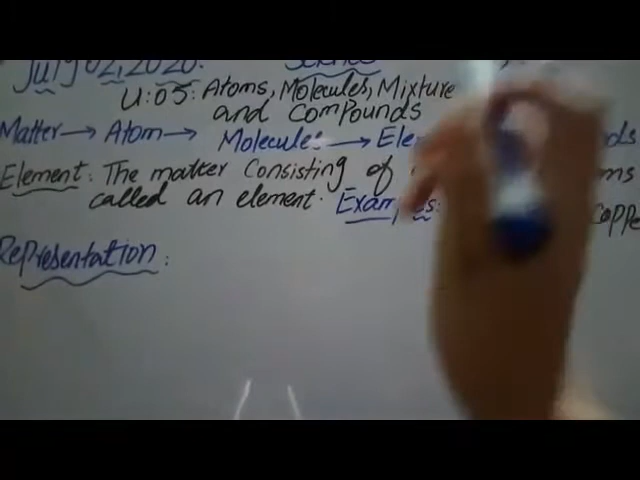 July 02, 2020. Science
U:05: Atoms, Molecules, Mixture
and Compounds
Matter → Atom → Molecules → Ele
Element: The matter Consisting of
called an element. Examples:
Representation: